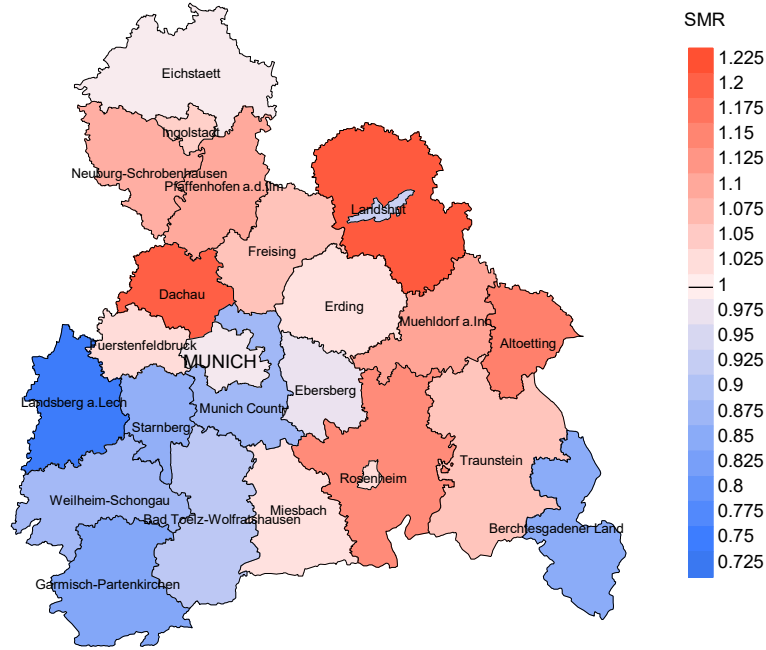 SMR
1.225
1.2
1.175
1.15
1.125
1.1
1.075
1.05
1.025
1
0.975
0.95
0.925
0.9
0.875
0.85
0.825
0.8
0.775
0.75
0.725
Eichstaett
Ingolstadt
Neuburg-Schrobenhausen
Pfaffenhofen a.d.Ilm
Landshut
Freising
Dachau
Erding
Muehldorf a.Inn
Altoetting
Fuerstenfeldbruck
MUNICH
Ebersberg
Landsberg a.Lech
Munich County
Starnberg
Traunstein
Rosenheim
Weilheim-Schongau
Miesbach
Bad Toelz-Wolfratshausen
Berchtesgadener Land
Garmisch-Partenkirchen